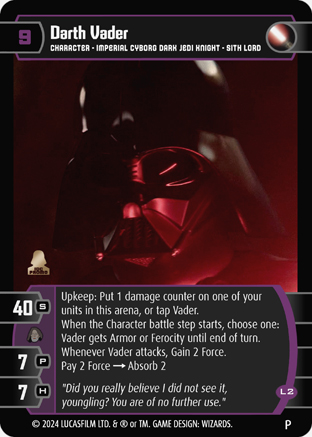 9
Darth Vader
CHARACTER • IMPERIAL CYBORG DARK JEDI KNIGHT • SITH LORD
40 S
7 P
7 H
Upkeep: Put 1 damage counter on one of your
units in this arena, or tap Vader.
When the Character battle step starts, choose one:
Vader gets Armor or Ferocity until end of turn.
Whenever Vader attacks, Gain 2 Force.
Pay 2 Force → Absorb 2
"Did you really believe I did not see it,
youngling? You are of no further use."
L2
© 2024 LUCASFILM LTD. & ® or TM. GAME DESIGN: WIZARDS.
P